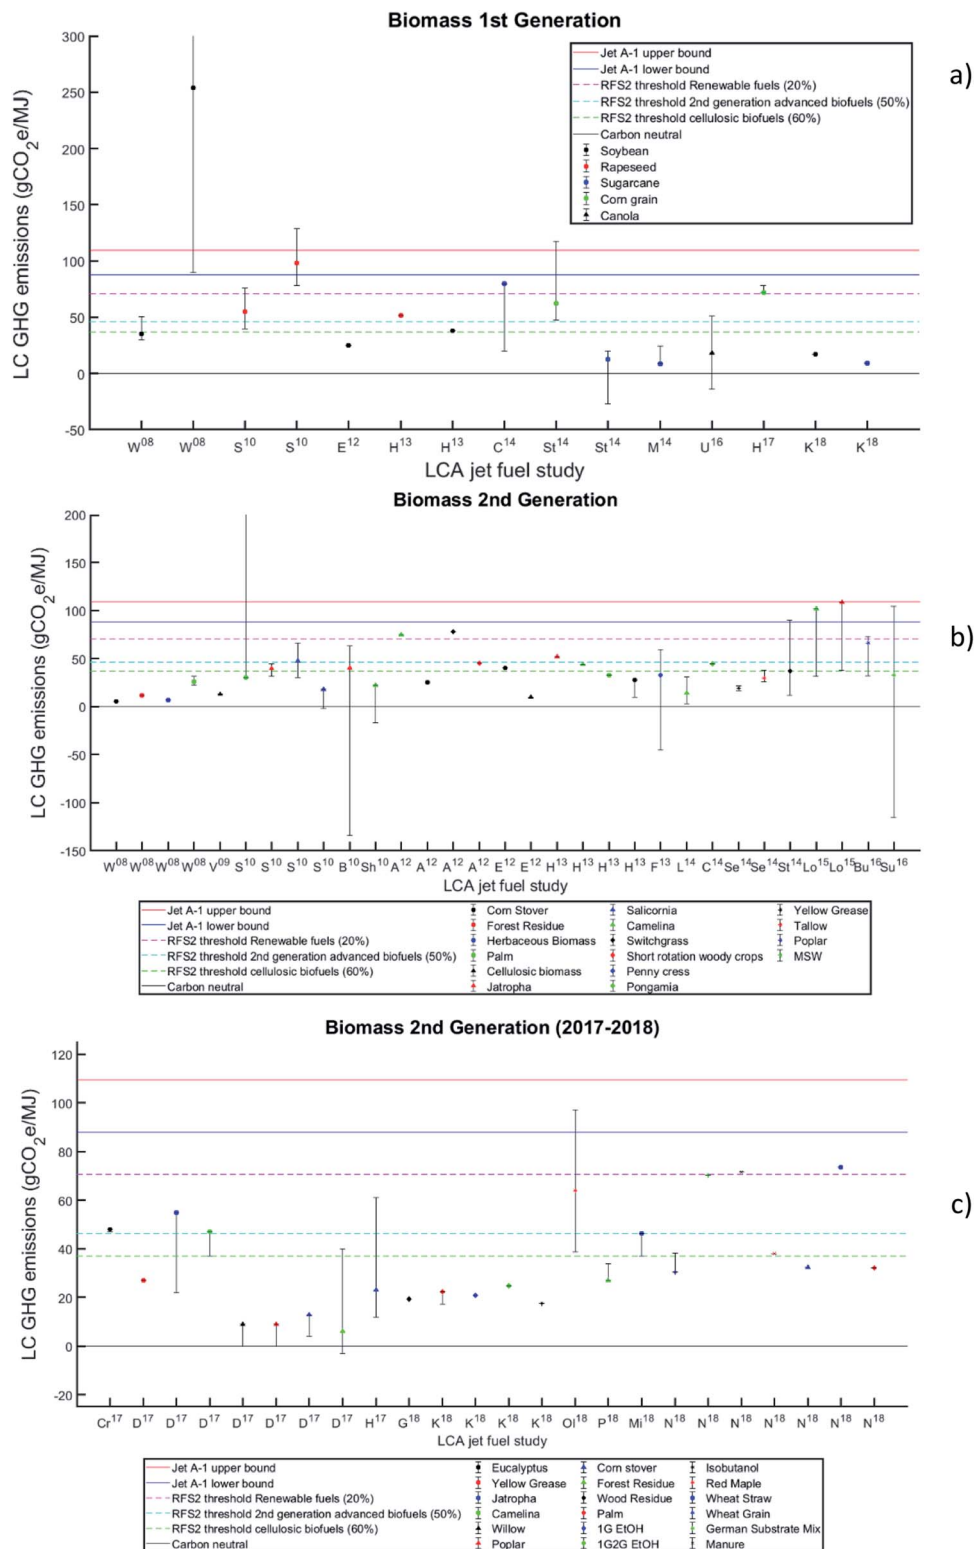 Biomass 1st Generation
a)
LC GHG emissions (gCO2e/MJ)
300
250
200
150
100
50
0
-50
Jet A-1 upper bound
Jet A-1 lower bound
RFS2 threshold Renewable fuels (20%)
RFS2 threshold 2nd generation advanced biofuels (50%)
RFS2 threshold cellulosic biofuels (60%)
Carbon neutral
Soybean
Rapeseed
Sugarcane
Corn grain
Canola
W08 W08 S10 S10 E12 H13 H13 C14 St14 St14 M14 U16 H17 K18 K18
LCA jet fuel study
Biomass 2nd Generation
b)
LC GHG emissions (gCO2e/MJ)
200
150
100
50
0
-50
-100
-150
W08 W08 W08 W08 V09 S10 S10 S10 S10 B10 Sh10 A12 A12 A12 A12 E12 E12 H13 H13 H13 H13 F13 L14 C14 Se14 Se14 St14 Lo15 Lo15 Bu16 Su16
LCA jet fuel study
Jet A-1 upper bound
Jet A-1 lower bound
RFS2 threshold Renewable fuels (20%)
RFS2 threshold 2nd generation advanced biofuels (50%)
RFS2 threshold cellulosic biofuels (60%)
Carbon neutral
Corn Stover
Forest Residue
Herbaceous Biomass
Palm
Cellulosic biomass
Jatropha
Salicornia
Camelina
Switchgrass
Short rotation woody crops
Penny cress
Pongamia
Yellow Grease
Tallow
Poplar
MSW
Biomass 2nd Generation (2017-2018)
c)
LC GHG emissions (gCO2e/MJ)
120
100
80
60
40
20
0
-20
Cr17 D17 D17 D17 D17 D17 D17 D17 H17 G18 K18 K18 K18 K18 Ol18 P18 Mi18 N18 N18 N18 N18 N18 N18 N18
LCA jet fuel study
Jet A-1 upper bound
Jet A-1 lower bound
RFS2 threshold Renewable fuels (20%)
RFS2 threshold 2nd generation advanced biofuels (50%)
RFS2 threshold cellulosic biofuels (60%)
Carbon neutral
Eucalyptus
Yellow Grease
Jatropha
Camelina
Willow
Poplar
Corn stover
Forest Residue
Wood Residue
Palm
1G EtOH
1G2G EtOH
Isobutanol
Red Maple
Wheat Straw
Wheat Grain
German Substrate Mix
Manure